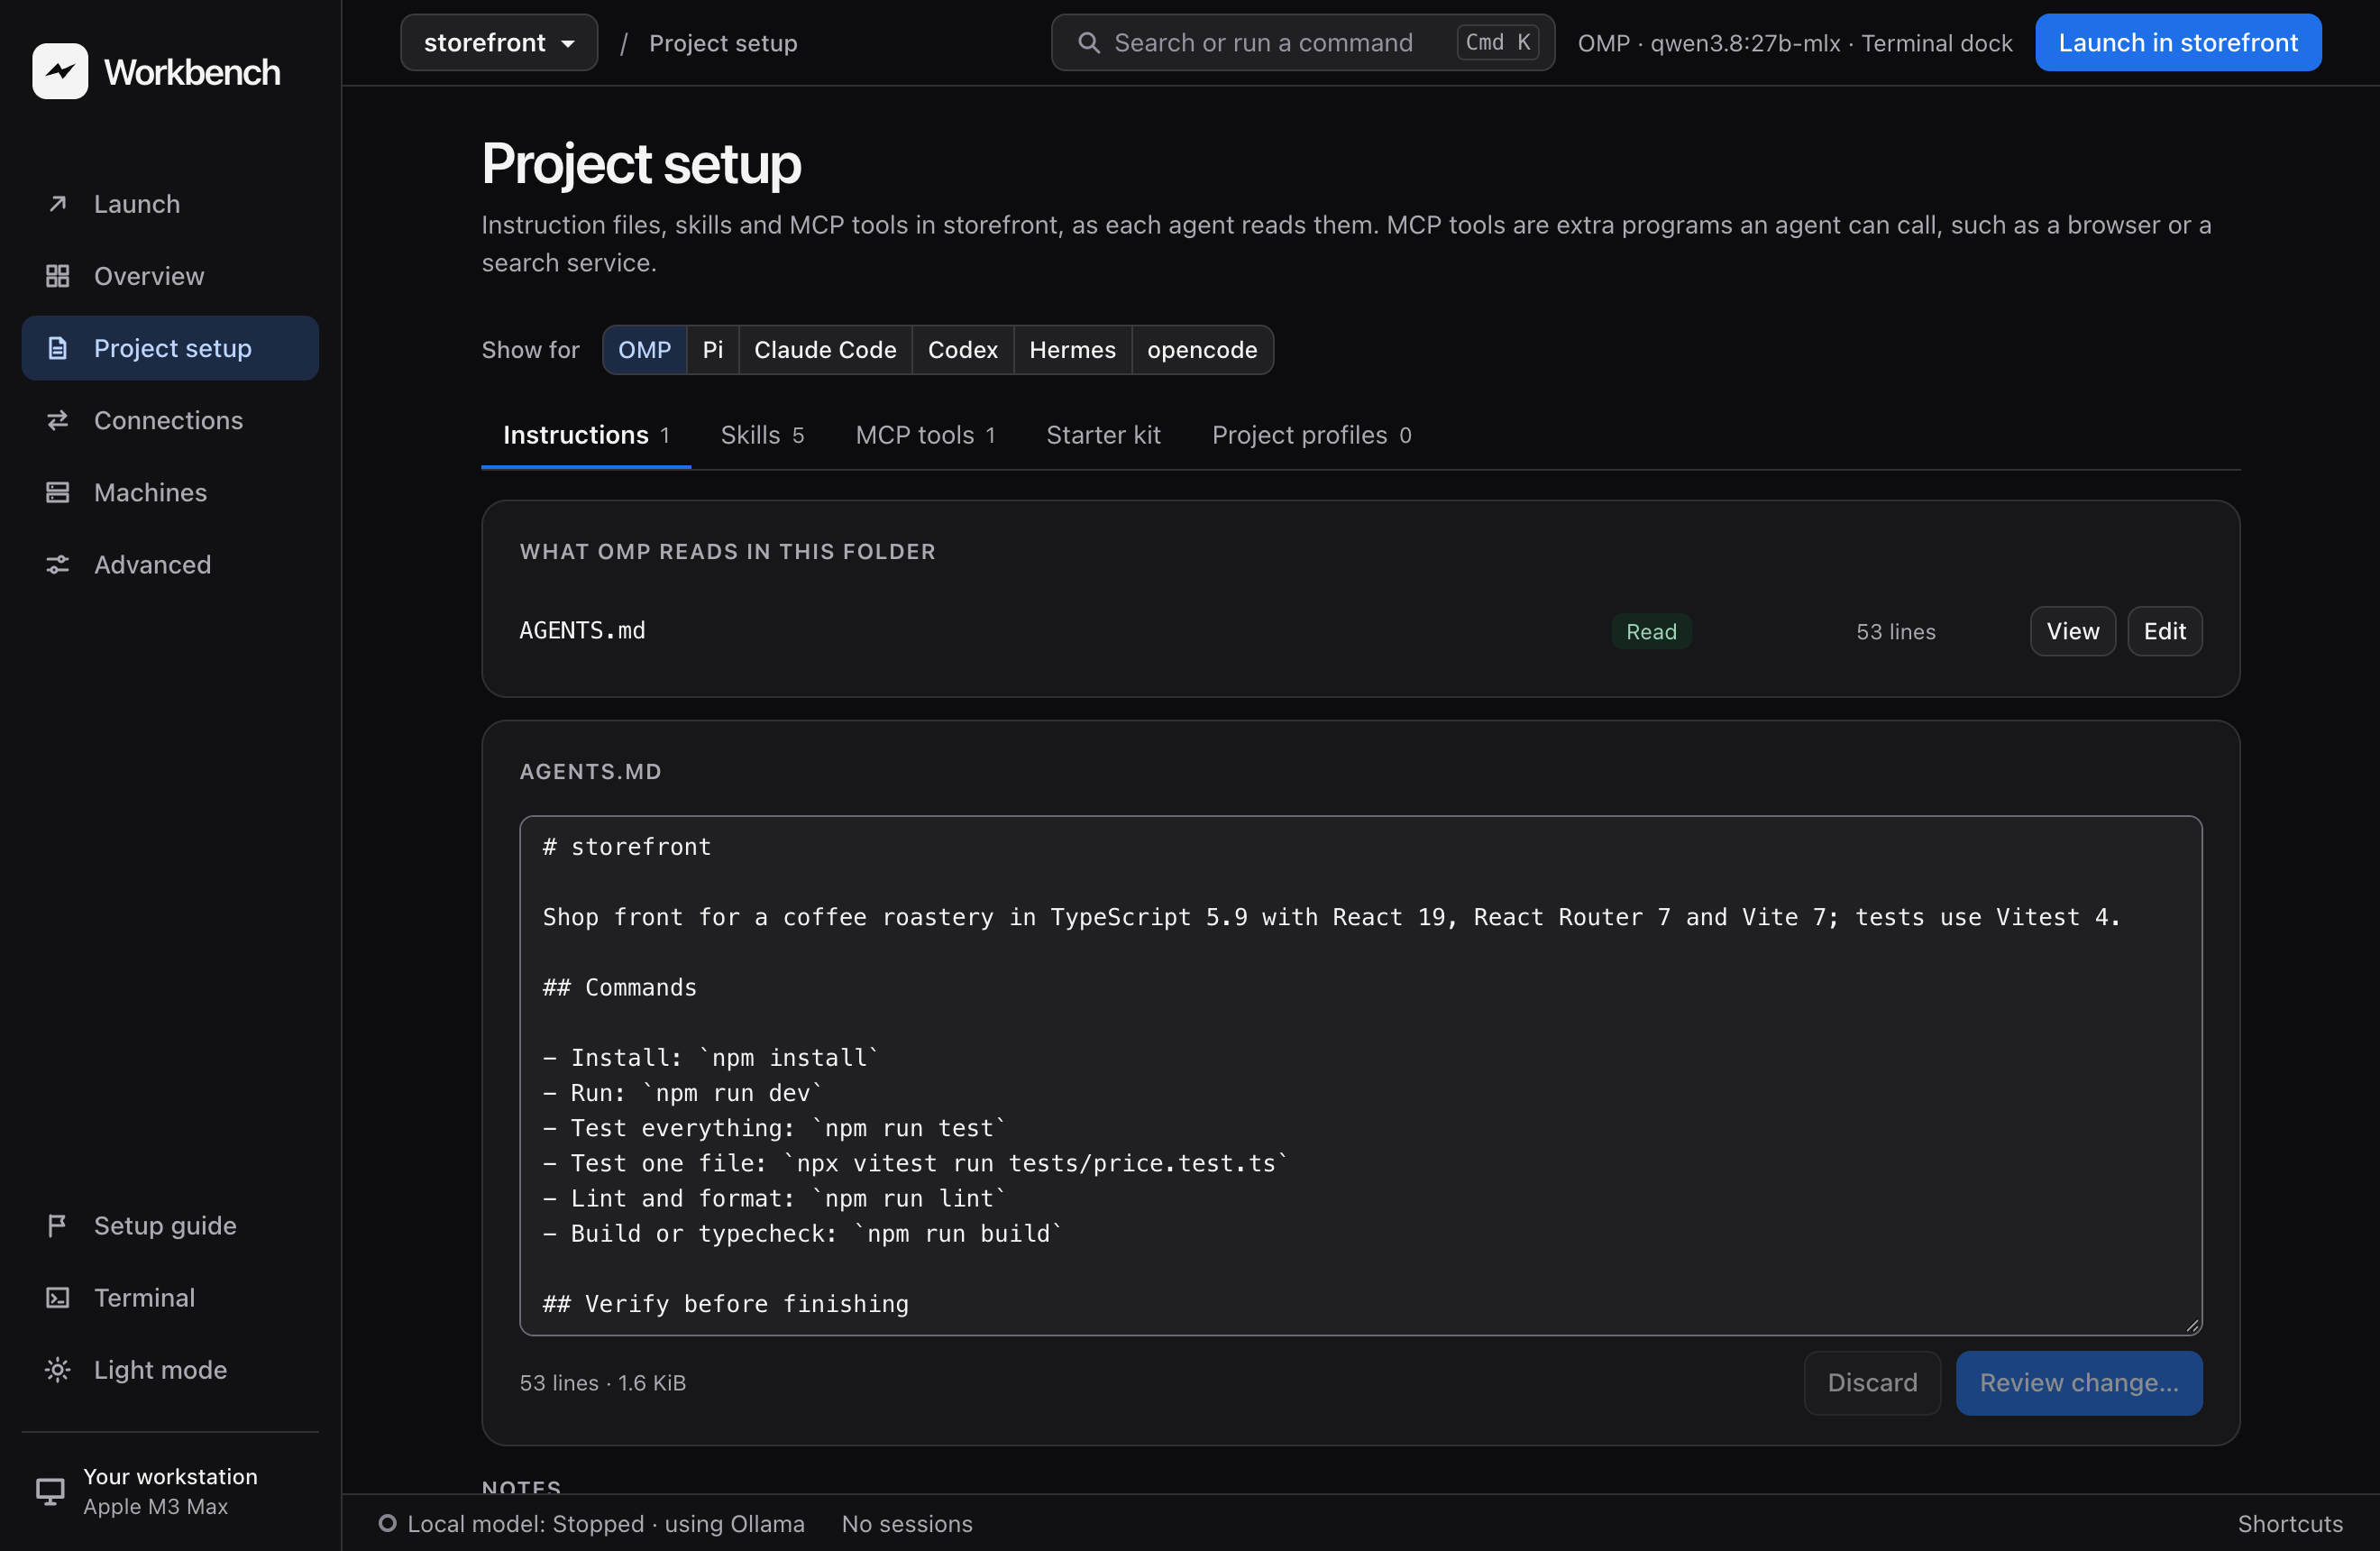 Workbench
Launch
Overview
Project setup
Connections
Machines
Advanced
Setup guide
Terminal
Light mode
Your workstation
Apple M3 Max
storefront / Project setup
Search or run a command Cmd K
OMP · qwen3.8:27b-mlx · Terminal dock
Launch in storefront
Project setup
Instruction files, skills and MCP tools in storefront, as each agent reads them. MCP tools are extra programs an agent can call, such as a browser or a
search service.
Show for OMP Pi Claude Code Codex Hermes opencode
Instructions 1 Skills 5 MCP tools 1 Starter kit Project profiles 0
WHAT OMP READS IN THIS FOLDER
AGENTS.md Read 53 lines View Edit
AGENTS.MD
# storefront
Shop front for a coffee roastery in TypeScript 5.9 with React 19, React Router 7 and Vite 7; tests use Vitest 4.
## Commands
- Install: `npm install`
- Run: `npm run dev`
- Test everything: `npm run test`
- Test one file: `npx vitest run tests/price.test.ts`
- Lint and format: `npm run lint`
- Build or typecheck: `npm run build`
## Verify before finishing
53 lines · 1.6 KiB
Discard Review change...
NOTES
Local model: Stopped · using Ollama No sessions Shortcuts